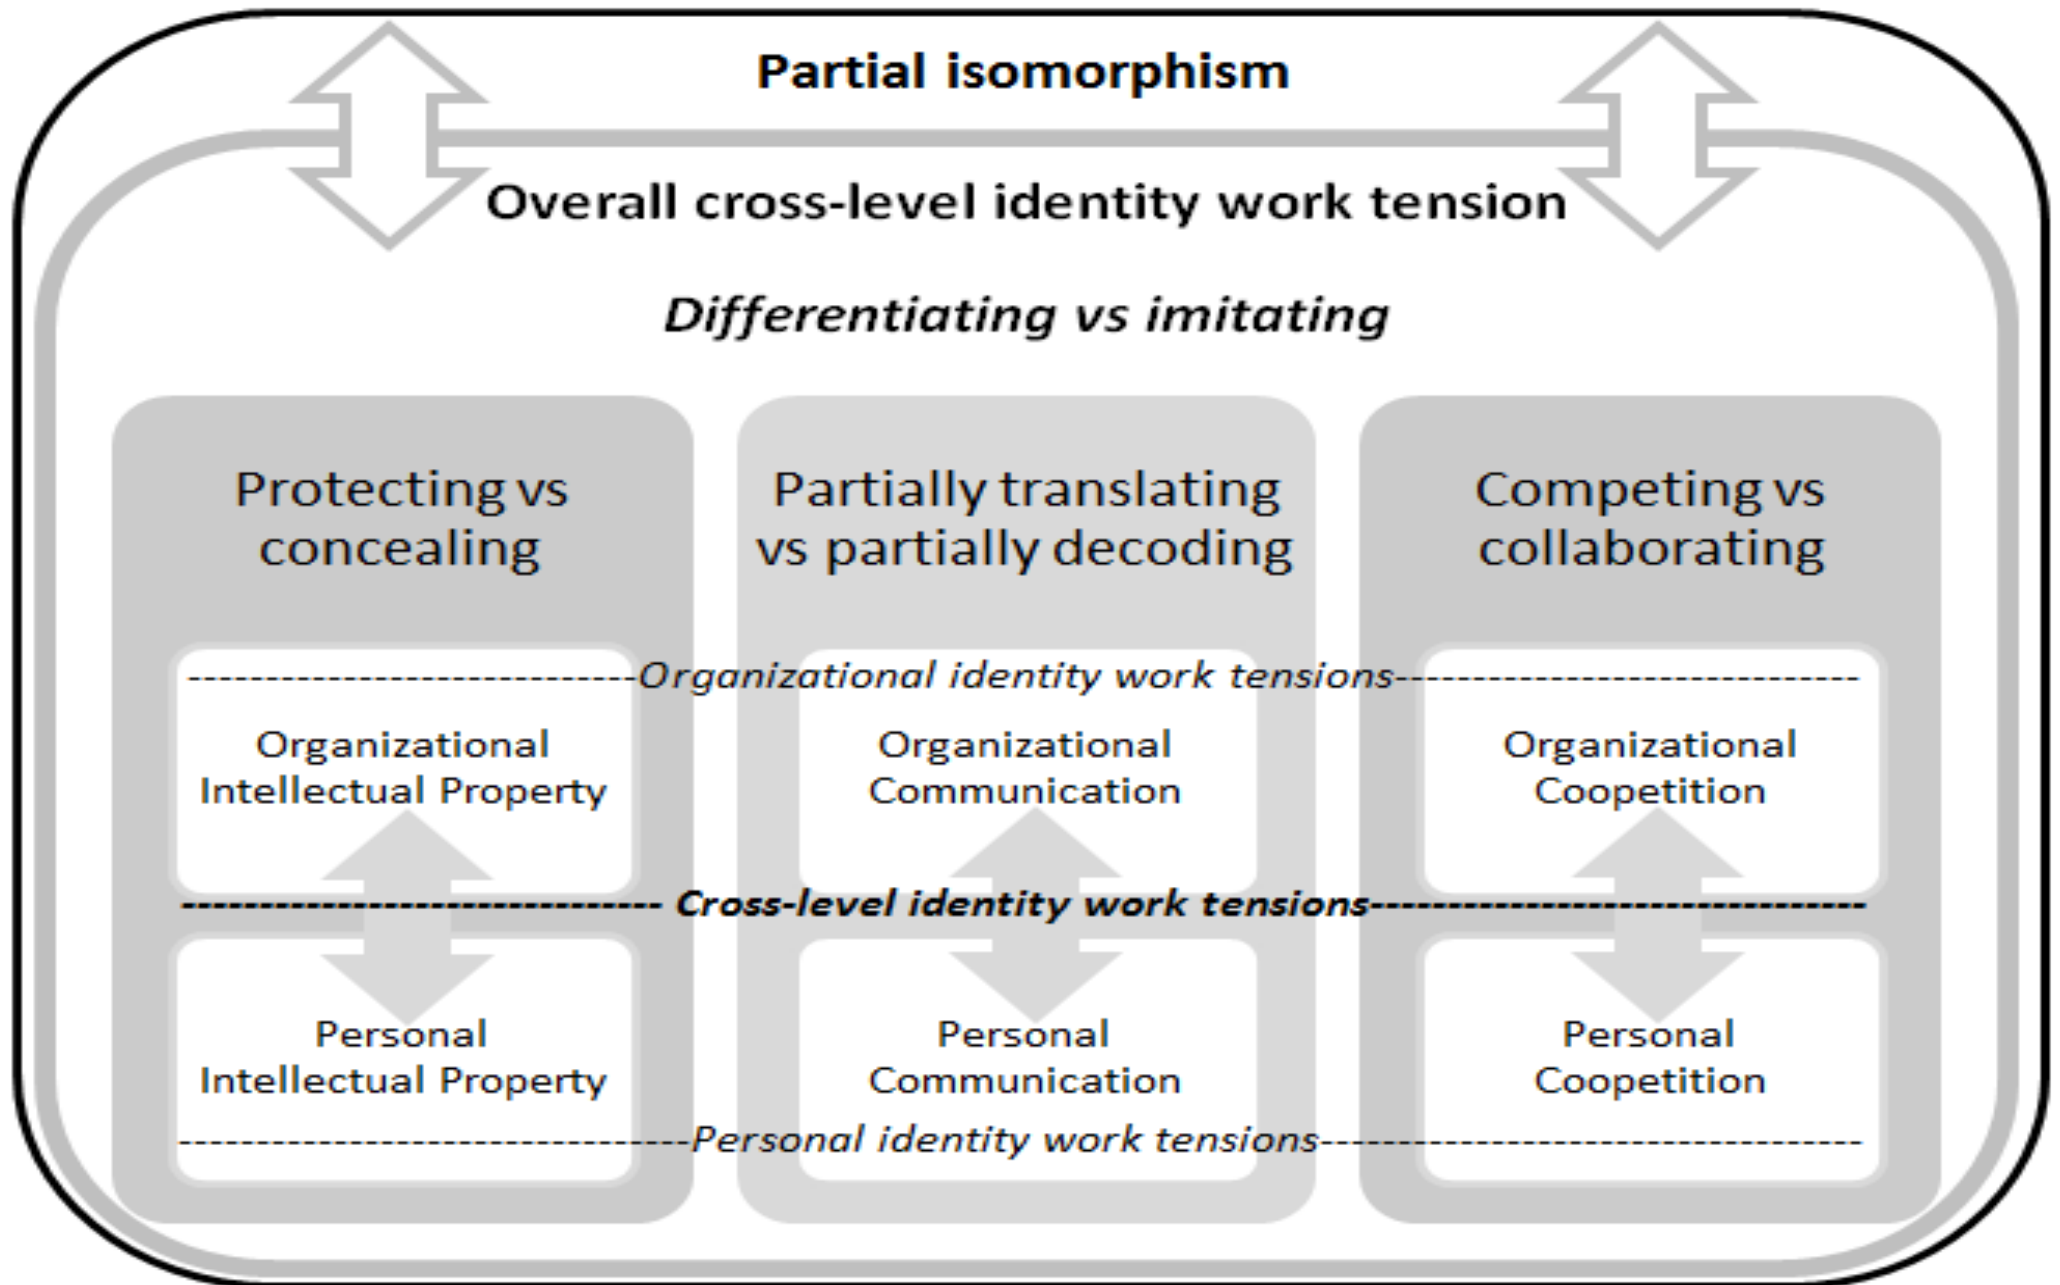 Partial isomorphism
Overall cross-level identity work tension
Differentiating vs imitating
Protecting vs
concealing
Partially translating
vs partially decoding
Competing vs
collaborating
Organizational identity work tensions
Organizational
Intellectual Property
Organizational
Communication
Organizational
Coopetition
Cross-level identity work tensions
Personal
Intellectual Property
Personal
Communication
Personal
Coopetition
Personal identity work tensions